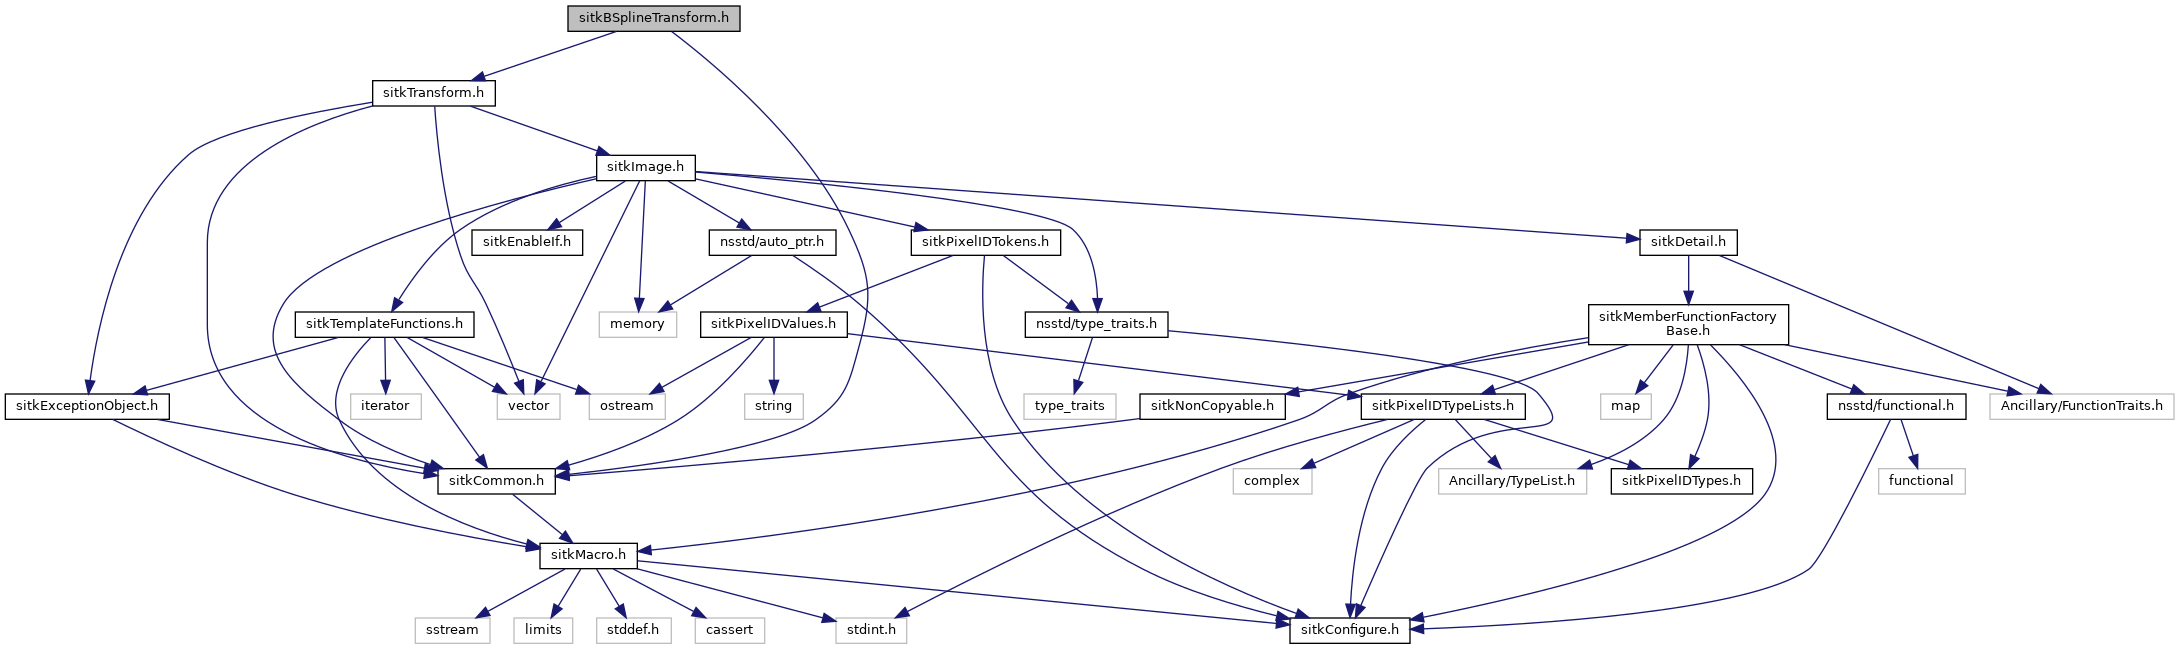 sitkBSplineTransform.h
sitkTransform.h
sitkImage.h
sitkEnableIf.h
nsstd/auto_ptr.h
sitkPixelIDTokens.h
sitkDetail.h
sitkTemplateFunctions.h
memory
sitkPixelIDValues.h
nsstd/type_traits.h
sitkMemberFunctionFactory
Base.h
sitkExceptionObject.h
iterator
vector
ostream
string
type_traits
sitkNonCopyable.h
sitkPixelIDTypeLists.h
map
nsstd/functional.h
Ancillary/FunctionTraits.h
sitkCommon.h
complex
Ancillary/TypeList.h
sitkPixelIDTypes.h
functional
sitkMacro.h
sstream
limits
stddef.h
cassert
stdint.h
sitkConfigure.h